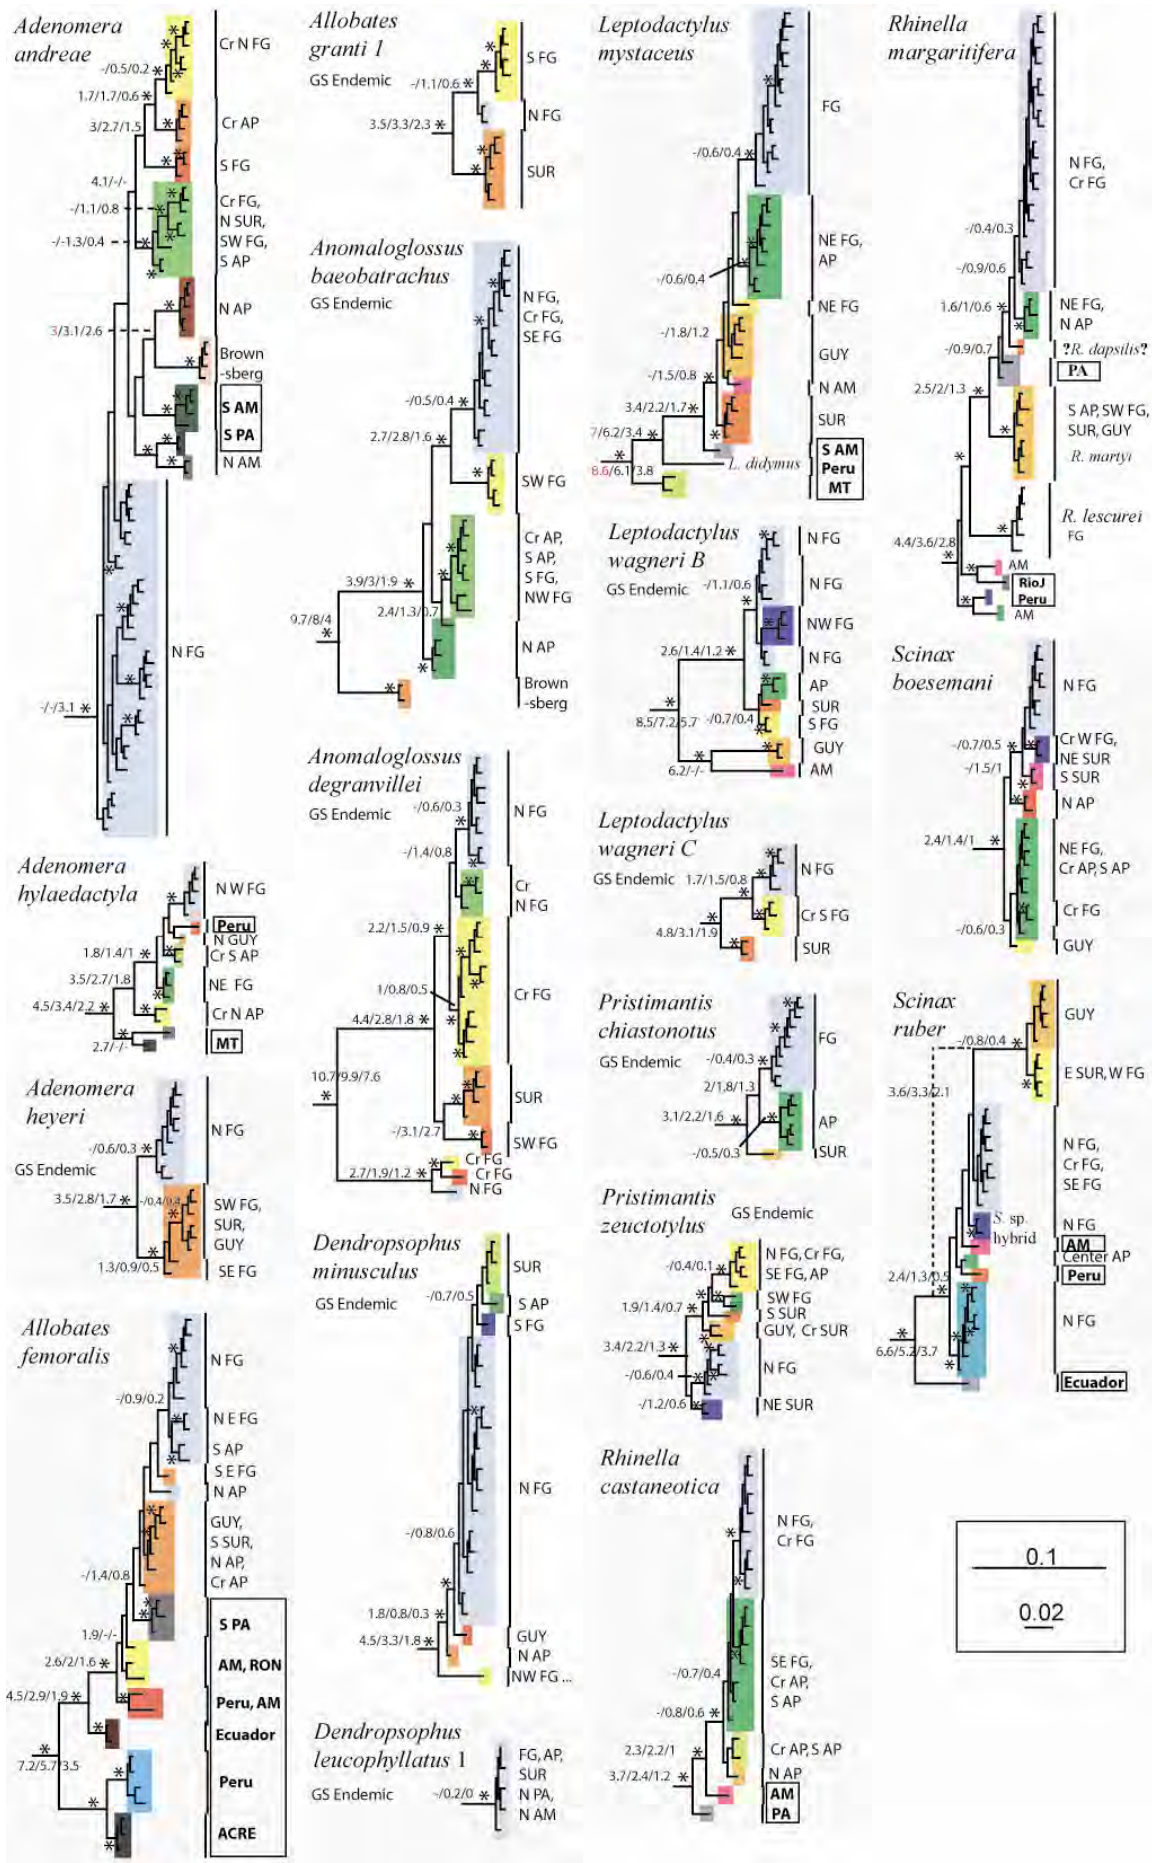 Adenomera
andreae
Cr N FG
-/0.5/0.2
1.7/1.7/0.6
3/2.7/1.5
Cr AP
S FG
4.1/-/-
-/1.1/0.8
-/-1.3/0.4
Cr FG,
N SUR,
SW FG,
S AP
N AP
3/3.1/2.6
Brown
-sberg
S AM
S PA
N AM
N FG
-/-/3.1
Adenomera
hylaedactyla
N W FG
Peru
N GUY
Cr S AP
1.8/1.4/1
3.5/2.7/1.8
NE FG
4.5/3.4/2.2
Cr N AP
2.7/-/-
MT
Adenomera
heyeri
N FG
-/0.6/0.3
GS Endemic
3.5/2.8/1.7
-/0.4/0.4
SW FG,
SUR,
GUY
1.3/0.9/0.5
SE FG
Allobates
femoralis
N FG
-/0.9/0.2
N E FG
S AP
S E FG
N AP
GUY,
S SUR,
N AP,
Cr AP
-/1.4/0.8
S PA
1.9/-/-
2.6/2/1.6
AM, RON
4.5/2.9/1.9
Peru, AM
Ecuador
7.2/5.7/3.5
Peru
ACRE
Allobates
granti 1
GS Endemic
S FG
-/1.1/0.6
3.5/3.3/2.3
N FG
SUR
Anomaloglossus
baeobatrachus
GS Endemic
N FG,
Cr FG,
SE FG
-/0.5/0.4
2.7/2.8/1.6
SW FG
Cr AP,
S AP,
S FG,
NW FG
3.9/3/1.9
2.4/1.3/0.7
9.7/8/4
N AP
Brown
-sberg
Anomaloglossus
degranvillei
GS Endemic
-/0.6/0.3
N FG
-/1.4/0.8
Cr
N FG
2.2/1.5/0.9
1/0.8/0.5
Cr FG
4.4/2.8/1.8
10.7/9.9/7.6
SUR
-/3.1/2.7
SW FG
Cr FG
2.7/1.9/1.2
Cr FG
N FG
Dendropsophus
minusculus
GS Endemic
SUR
-/0.7/0.5
S AP
S FG
N FG
-/0.8/0.6
1.8/0.8/0.3
4.5/3.3/1.8
GUY
N AP
NW FG ...
Dendropsophus
leucophyllatus 1
GS Endemic
-/0.2/0
FG, AP,
SUR
N PA,
N AM
Leptodactylus
mystaceus
FG
-/0.6/0.4
NE FG,
AP
-/0.6/0.4
NE FG
-/1.8/1.2
GUY
-/1.5/0.8
N AM
3.4/2.2/1.7
SUR
7/6.2/3.4
L. didymus
8.6/6.1/3.8
S AM
Peru
MT
Leptodactylus
wagneri B
GS Endemic
N FG
-/1.1/0.6
N FG
NW FG
2.6/1.4/1.2
N FG
AP
SUR
8.5/7.2/5.7
-/0.7/0.4
S FG
GUY
6.2/-/-
AM
Leptodactylus
wagneri C
GS Endemic
1.7/1.5/0.8
N FG
Cr S FG
4.8/3.1/1.9
SUR
Pristimantis
chiastonotus
GS Endemic
FG
-/0.4/0.3
2/1.8/1.3
3.1/2.2/1.6
AP
-/0.5/0.3
SUR
Pristimantis
zeuctotylus
GS Endemic
N FG, Cr FG,
SE FG, AP
-/0.4/0.1
SW FG
1.9/1.4/0.7
S SUR
GUY, Cr SUR
3.4/2.2/1.3
N FG
-/0.6/0.4
-/1.2/0.6
NE SUR
Rhinella
castaneotica
N FG,
Cr FG
-/0.7/0.4
SE FG,
Cr AP,
S AP
-/0.8/0.6
2.3/2.2/1
Cr AP, S AP
3.7/2.4/1.2
N AP
AM
PA
Rhinella
margaritifera
N FG,
Cr FG
-/0.4/0.3
-/0.9/0.6
1.6/1/0.6
NE FG,
N AP
-/0.9/0.7
?R. dapsilis?
PA
2.5/2/1.3
S AP, SW FG,
SUR, GUY
R. martyi
R. lescurei
FG
4.4/3.6/2.8
AM
RioJ
Peru
AM
Scinax
boesemani
N FG
-/0.7/0.5
Cr W FG,
NE SUR
-/1.5/1
S SUR
N AP
2.4/1.4/1
NE FG,
Cr AP, S AP
Cr FG
-/0.6/0.3
GUY
Scinax
ruber
GUY
-/0.8/0.4
E SUR, W FG
3.6/3.3/2.1
N FG,
Cr FG,
SE FG
S. sp.
hybrid
N FG
AM
Center AP
2.4/1.3/0.5
Peru
N FG
6.6/5.2/3.7
Ecuador
0.1
0.02